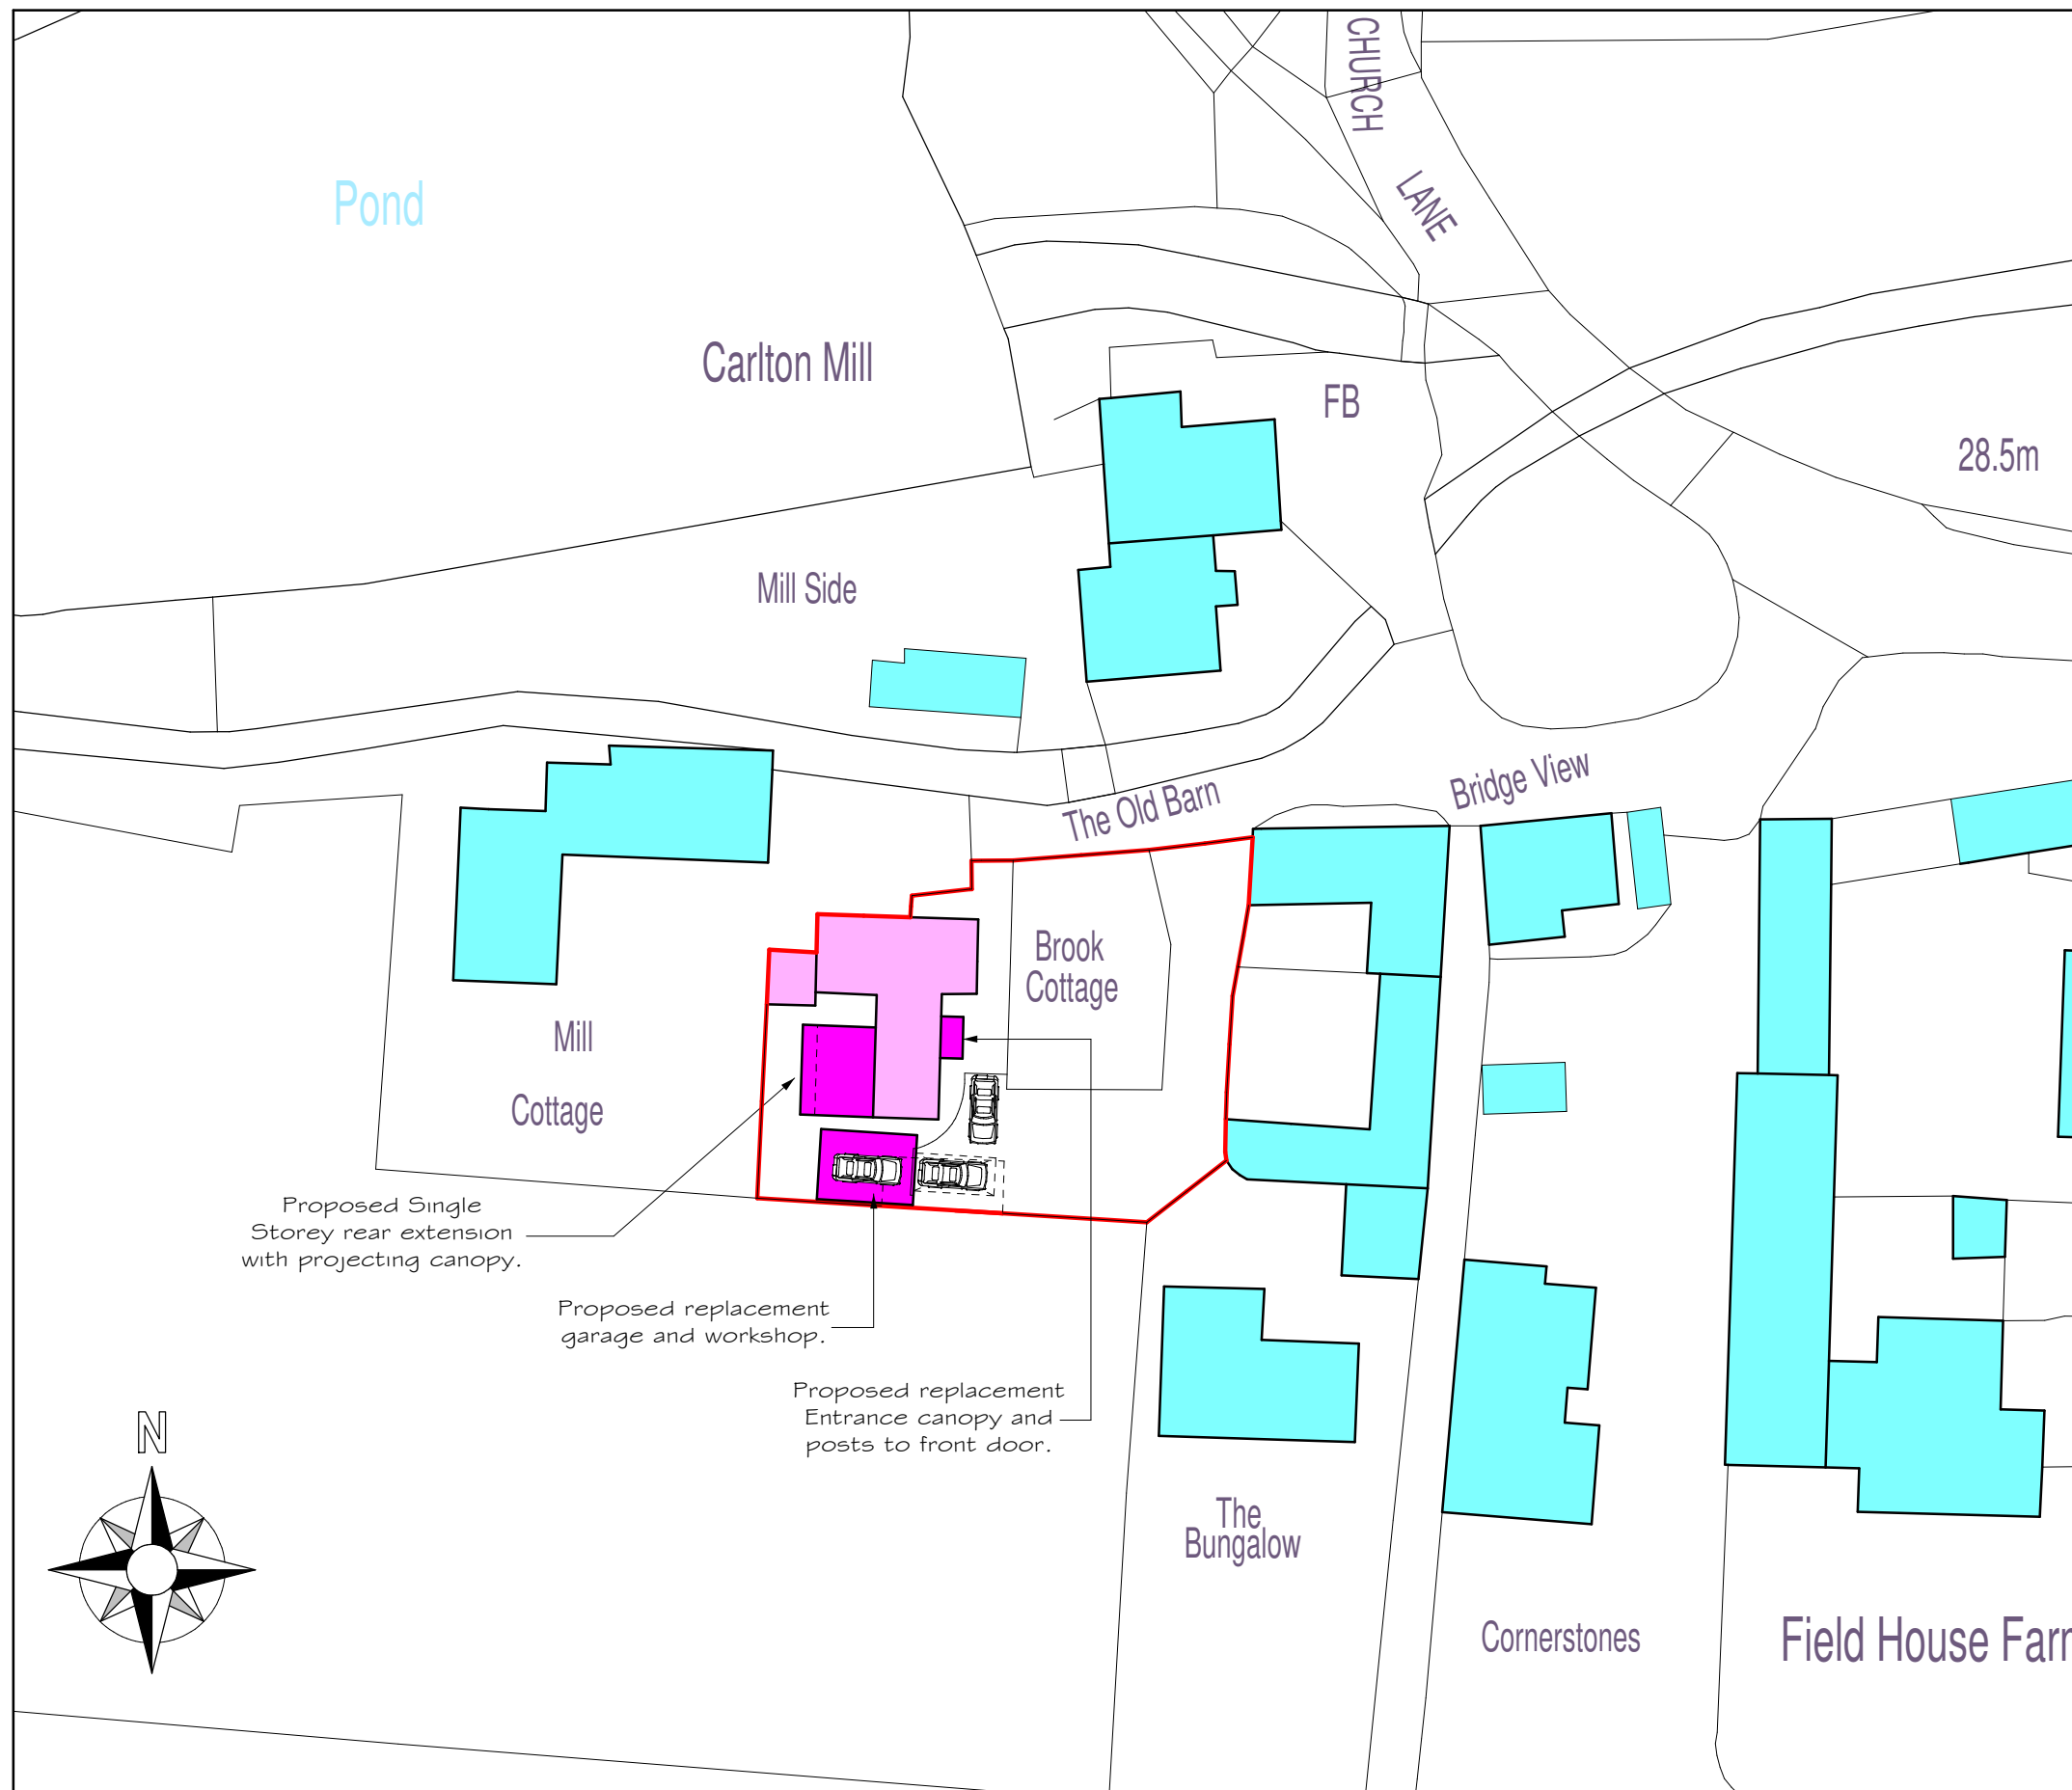 CHURCH
LANE
Pond
Carlton Mill
FB
28.5m
Mill Side
Bridge View
The Old Barn
Brook
Cottage
Mill
Cottage
Proposed Single
Storey rear extension
with projecting canopy.
Proposed replacement
garage and workshop.
Proposed replacement
Entrance canopy and
posts to front door.
N
The
Bungalow
Cornerstones
Field House Farm